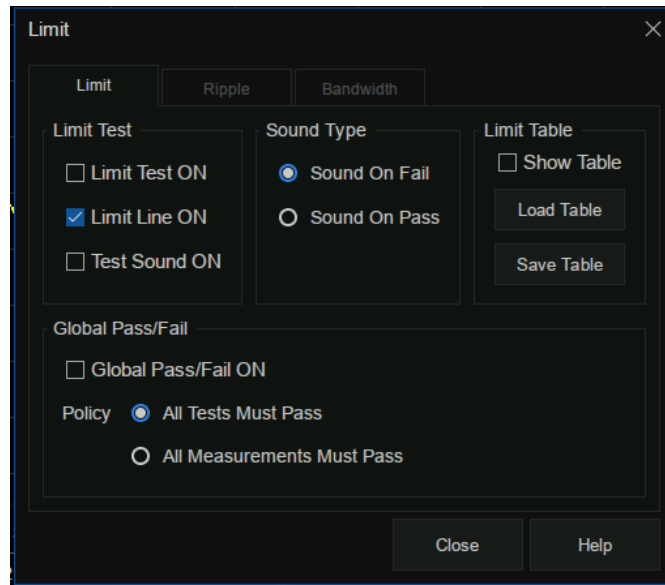 Limit
Limit Ripple Bandwidth
Limit Test
Limit Test ON
Limit Line ON
Test Sound ON
Sound Type
Sound On Fail
Sound On Pass
Limit Table
Show Table
Load Table
Save Table
Global Pass/Fail
Global Pass/Fail ON
Policy All Tests Must Pass
All Measurements Must Pass
Close Help